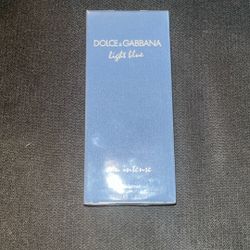 DOLCE & GABBANA
light blue
eau intense